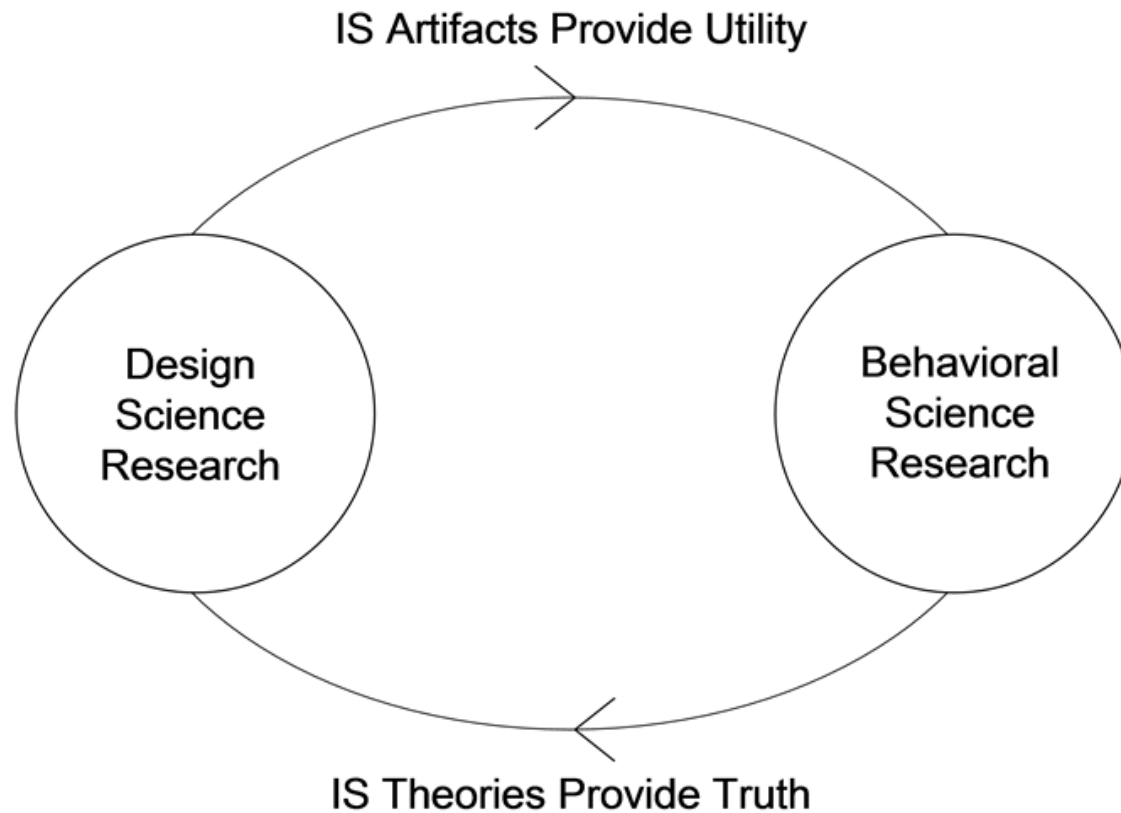 IS Artifacts Provide Utility
Design
Science
Research
Behavioral
Science
Research
IS Theories Provide Truth